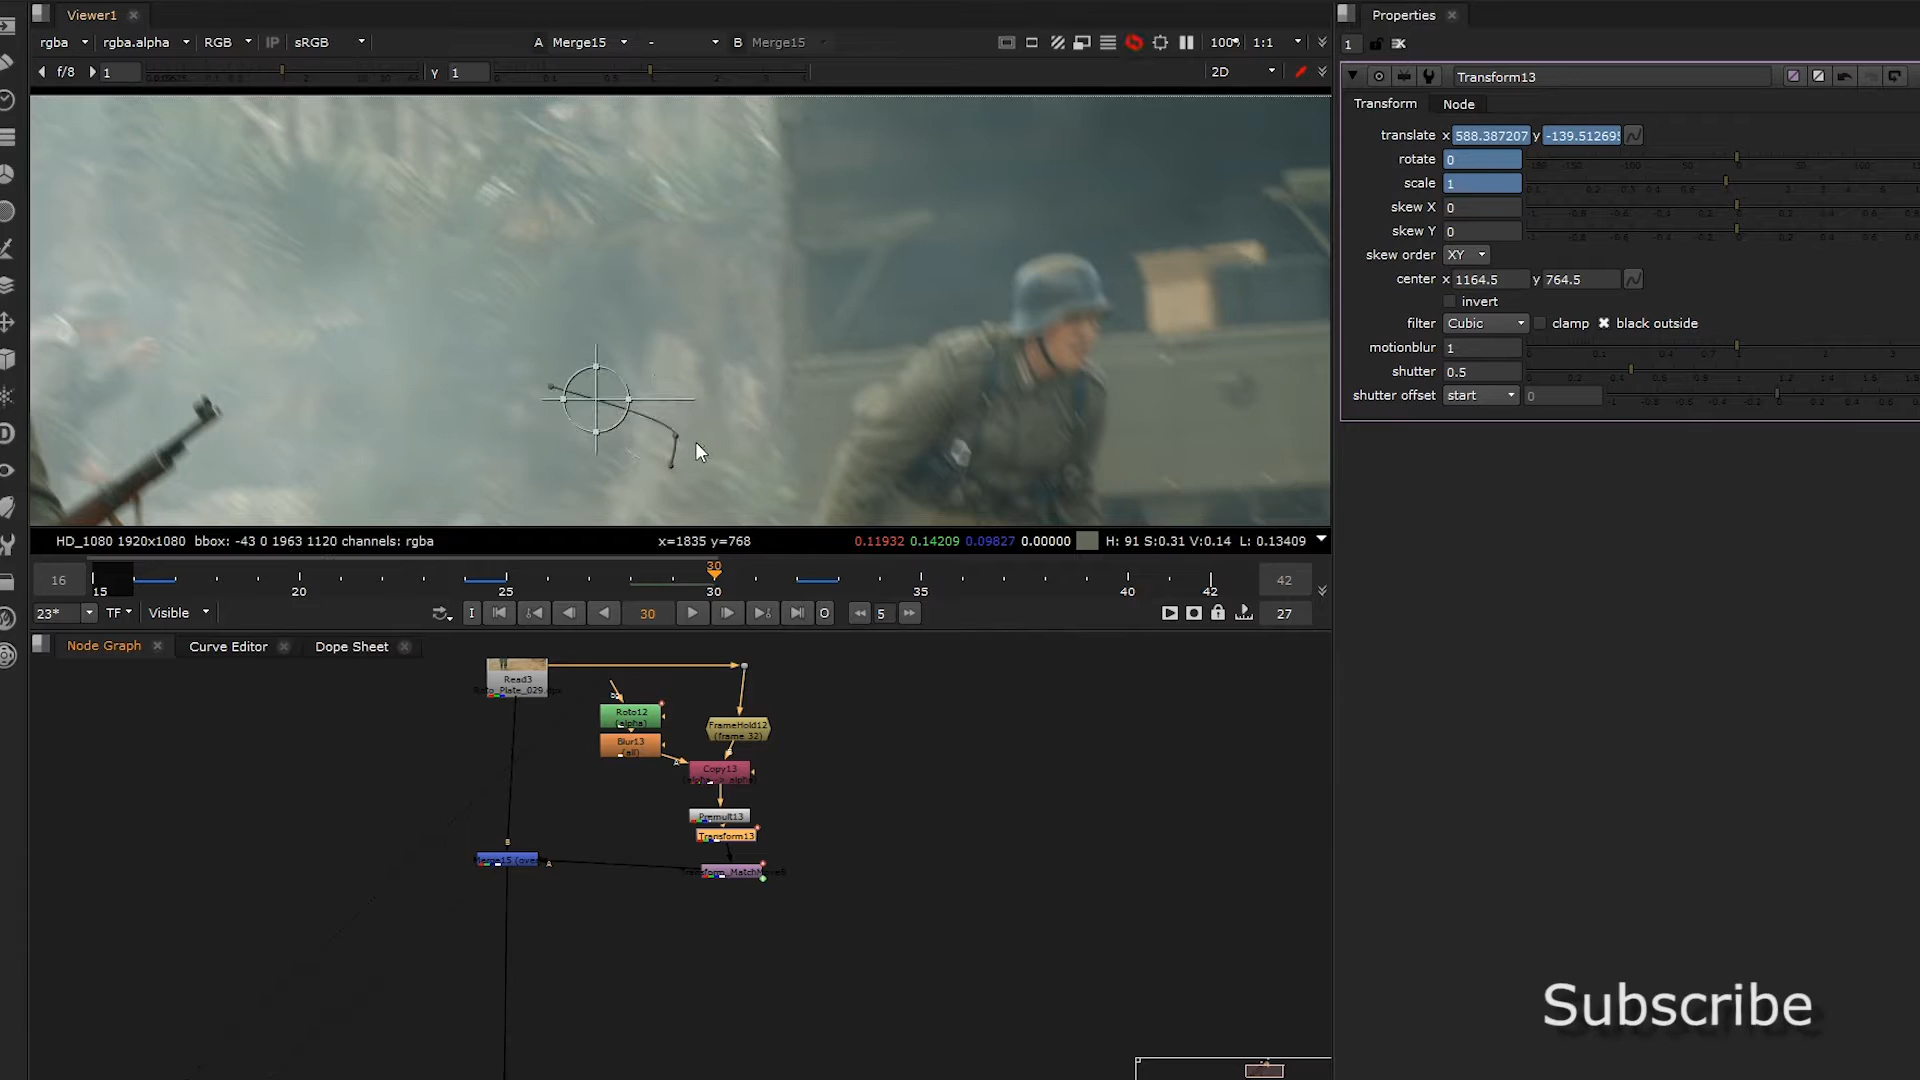 Viewer1
rgba rgba.alpha RGB IP sRGB A Merge15 - B Merge15 100% 1:1
f/8 1 Y 1 2D
HD_1080 1920x1080 bbox: -43 0 1963 1120 channels: rgba x=1835 y=768 0.11932 0.14209 0.09827 0.00000 H: 91 S:0.31 V:0.14 L: 0.13409
16 15 20 25 30 30 35 40 42 42
23* TF Visible I 30 O 5 27
Node Graph Curve Editor Dope Sheet
Read3
Roto_Plate_029.dpx
Roto12
(alpha)
Blur13
(all)
FrameHold12
(frame 32)
A
Copy13
(alpha -> alpha)
Premult13
Transform13
B
Merge15 (over)
A
Properties
1
Transform13
Transform Node
translate x 588.387207 y -139.51269
rotate 0
scale 1
skew X 0
skew Y 0
skew order XY
center x 1164.5 y 764.5
invert
filter Cubic clamp black outside
motionblur 1
shutter 0.5
shutter offset start 0
Subscribe